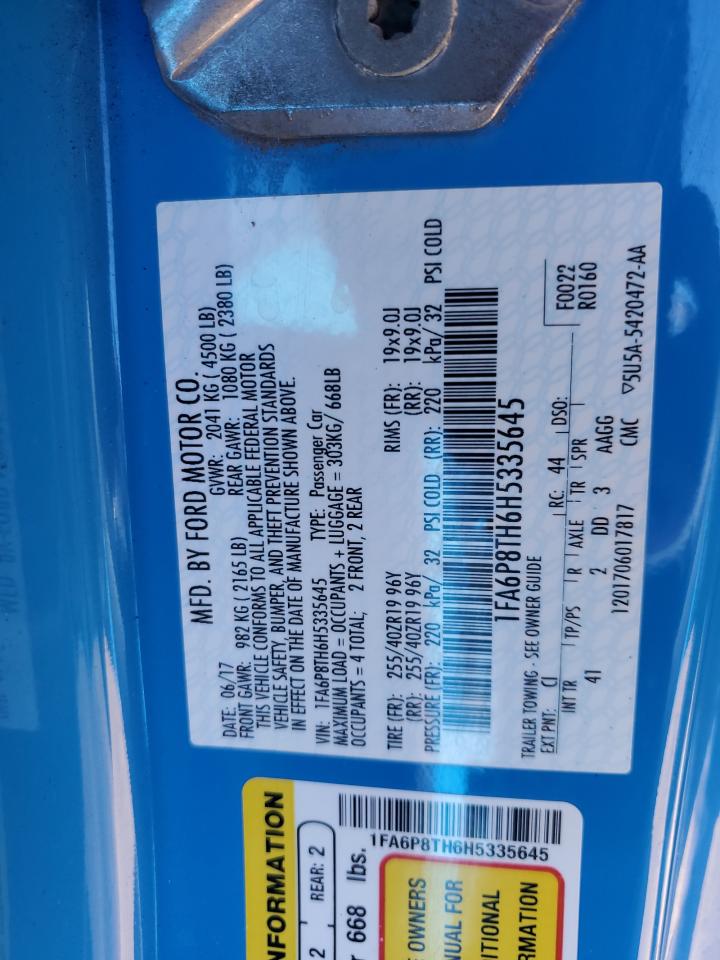 MFD. BY FORD MOTOR CO.
DATE: 06/17 GVWR: 2041 KG ( 4500 LB)
FRONT GAWR: 982 KG ( 2165 LB) REAR GAWR: 1080 KG ( 2380 LB)
THIS VEHICLE CONFORMS TO ALL APPLICABLE FEDERAL MOTOR
VEHICLE SAFETY, BUMPER, AND THEFT PREVENTION STANDARDS
IN EFFECT ON THE DATE OF MANUFACTURE SHOWN ABOVE.
VIN: 1FA6P8TH6H5335645 TYPE: Passenger Car
MAXIMUM LOAD = OCCUPANTS + LUGGAGE = 303KG/ 668LB
OCCUPANTS = 4 TOTAL; 2 FRONT, 2 REAR
TIRE (FR): 255/40ZR19 96Y RIMS (FR): 19x9.0J
(RR): 255/40ZR19 96Y (RR): 19x9.0J
PRESSURE (FR): 220 kPa/ 32 PSI COLD (RR): 220 kPa/ 32 PSI COLD
1FA6P8TH6H5335645
TRAILER TOWING - SEE OWNER GUIDE
EXT PNT: CI RC: 44 DSO: F0022
R0160
INT TR TP/PS R AXLE TR SPR
41 2 DD 3 AAGG
1201706017817 CMC ▽5U5A-5420472-AA
NFORMATION
2 REAR: 2
r 668 lbs.
1FA6P8TH6H5335645
E OWNERS
NUAL FOR
DITIONAL
RMATION